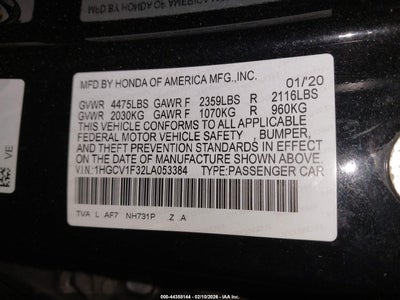 MFD.BY HONDA OF AMERICA MFG.,INC. 01/'20
GVWR 4475LBS GAWR F 2359LBS R 2116LBS
GVWR 2030KG GAWR F 1070KG R 960KG
THIS VEHICLE CONFORMS TO ALL APPLICABLE
FEDERAL MOTOR VEHICLE SAFETY , BUMPER,
AND THEFT PREVENTION STANDARDS IN EFFECT
ON THE DATE OF MANUFACTURE SHOWN ABOVE.
V.I.N:1HGCV1F32LA053384 TYPE:PASSENGER CAR
TVA L AF7 NH731P Z A
VE
000-44358144 - 02/10/2026 - IAA Inc.